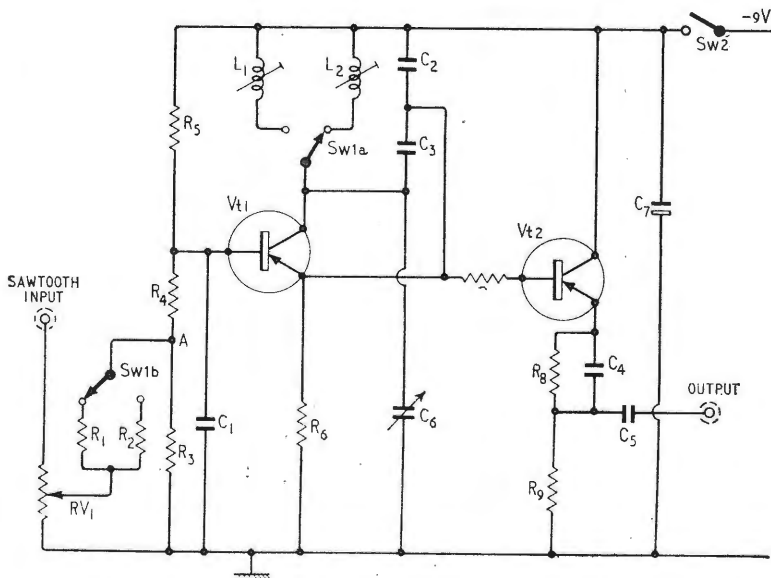 -9V
Sw2
L1
L2
C2
R5
C3
Sw1a
C7
Vt1
Vt2
SAWTOOTH
INPUT
R4
A
Sw1b
R8
C4
OUTPUT
R1
R2
R3
C1
R6
C6
C5
RV1
R9